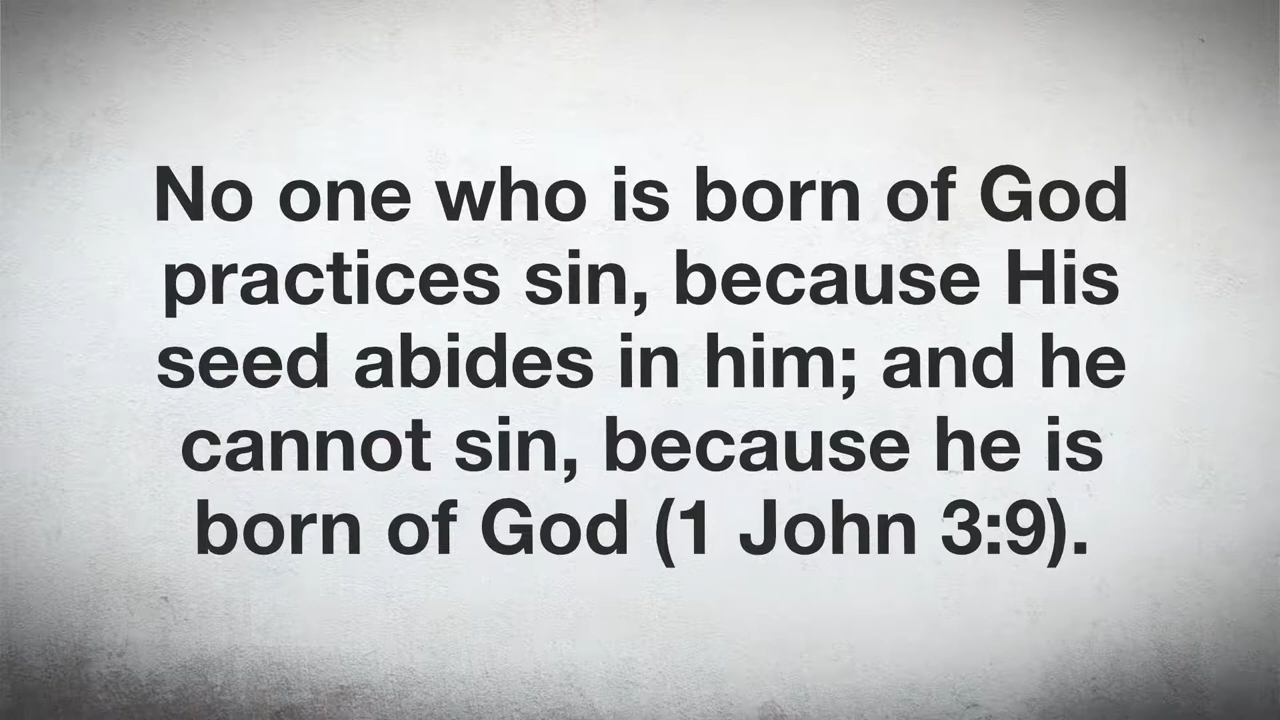 No one who is born of God
practices sin, because His
seed abides in him; and he
cannot sin, because he is
born of God (1 John 3:9).